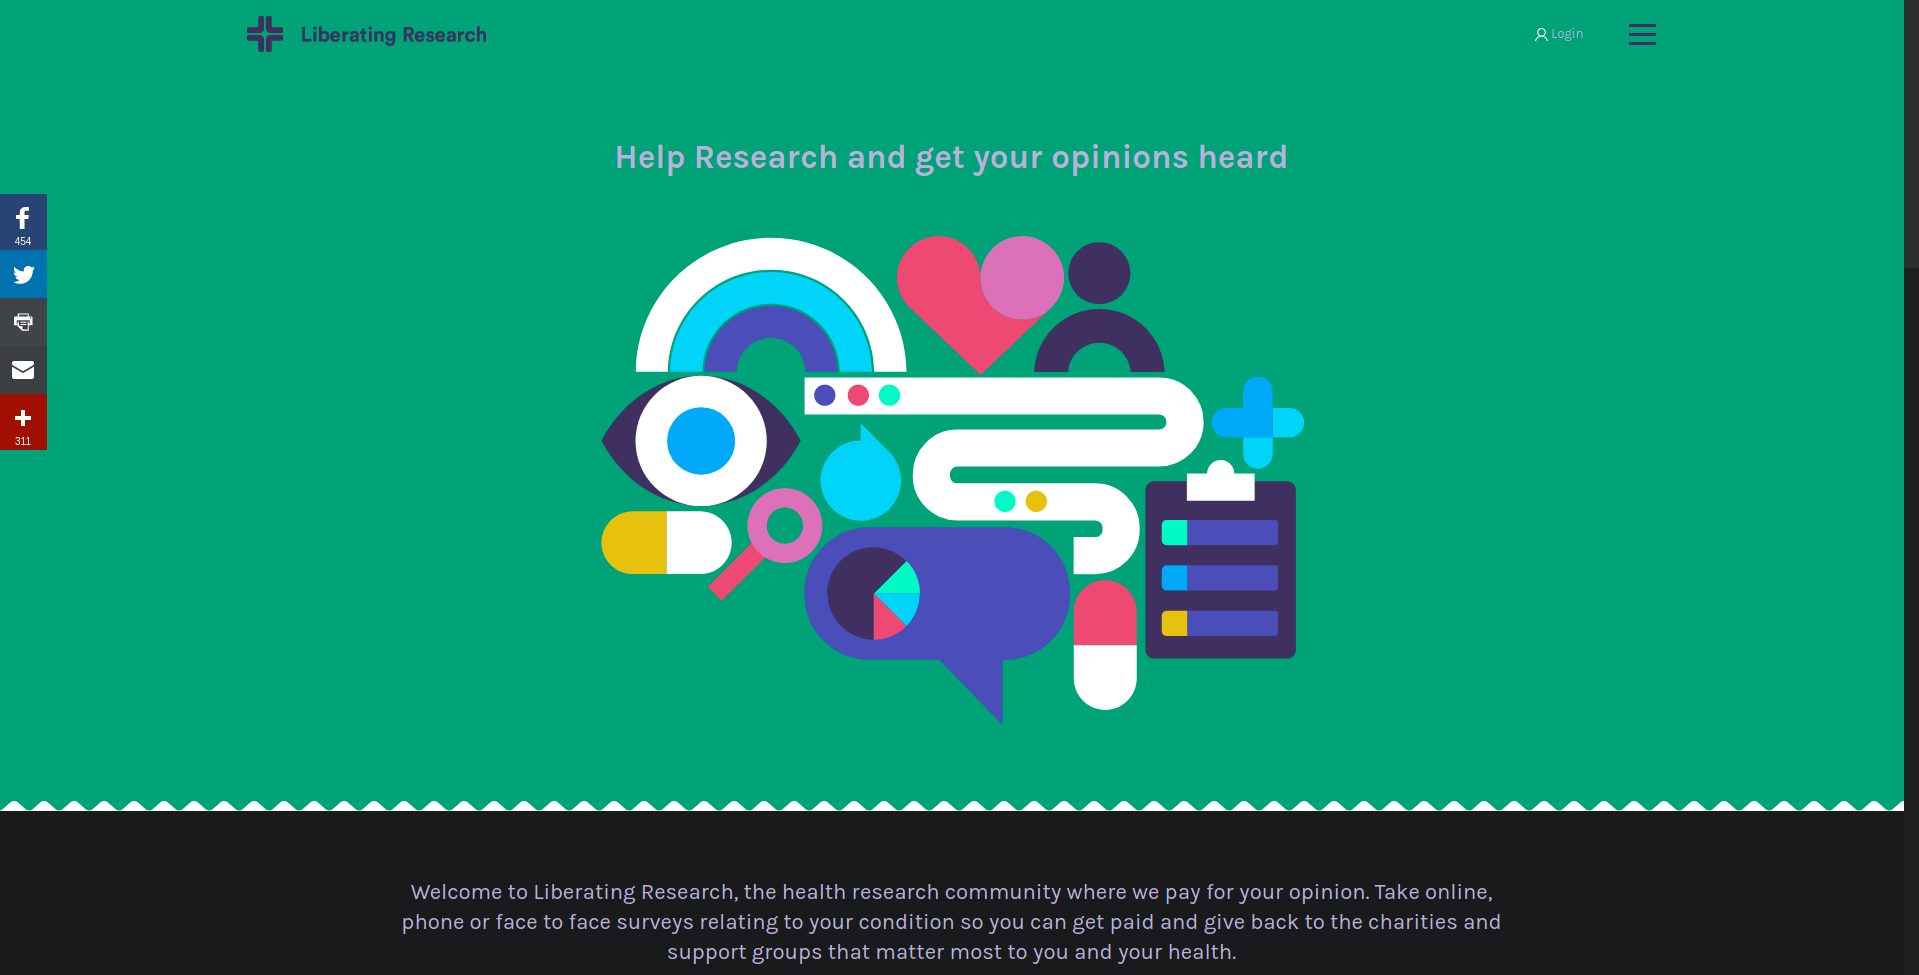 Liberating Research
Login
Help Research and get your opinions heard
454
311
Welcome to Liberating Research, the health research community where we pay for your opinion. Take online,
phone or face to face surveys relating to your condition so you can get paid and give back to the charities and
support groups that matter most to you and your health.